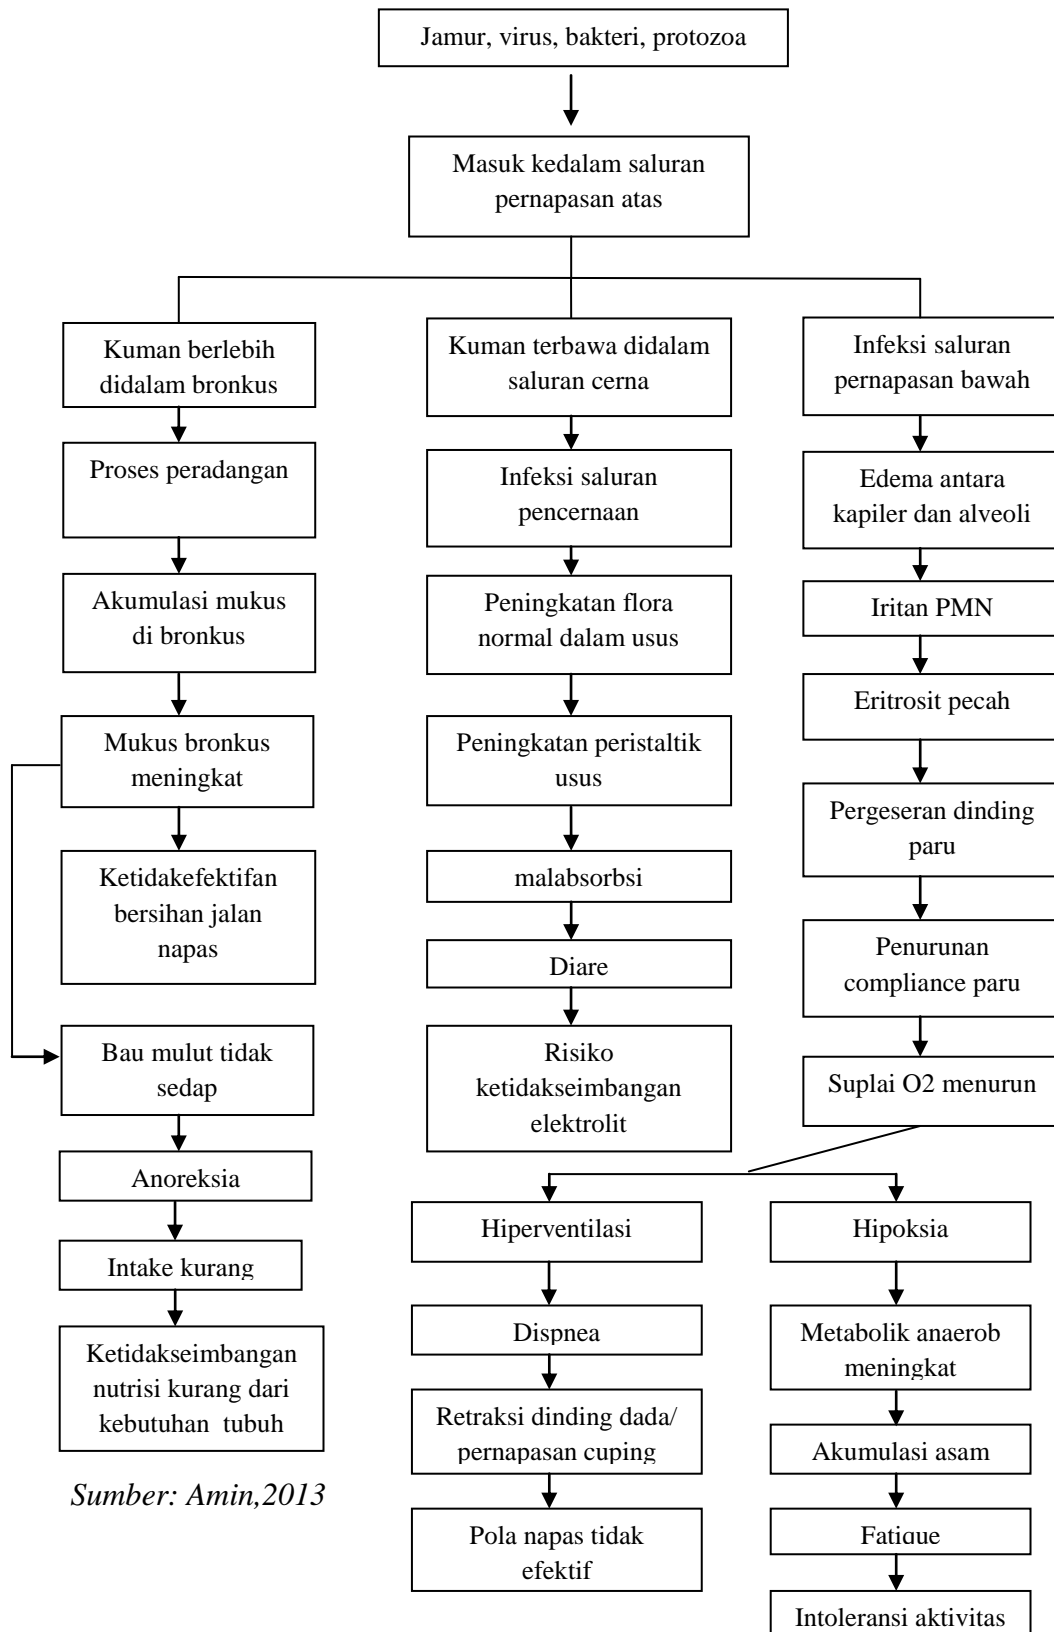 Jamur, virus, bakteri, protozoa
Masuk kedalam saluran
pernapasan atas
Kuman berlebih
didalam bronkus
Proses peradangan
Akumulasi mukus
di bronkus
Mukus bronkus
meningkat
Ketidakefektifan
bersihan jalan
napas
Bau mulut tidak
sedap
Anoreksia
Intake kurang
Ketidakseimbangan
nutrisi kurang dari
kebutuhan tubuh
Kuman terbawa didalam
saluran cerna
Infeksi saluran
pencernaan
Peningkatan flora
normal dalam usus
Peningkatan peristaltik
usus
malabsorbsi
Diare
Risiko
ketidakseimbangan
elektrolit
Infeksi saluran
pernapasan bawah
Edema antara
kapiler dan alveoli
Iritan PMN
Eritrosit pecah
Pergeseran dinding
paru
Penurunan
compliance paru
Suplai O2 menurun
Hiperventilasi
Dispnea
Retraksi dinding dada/
pernapasan cuping
Pola napas tidak
efektif
Hipoksia
Metabolik anaerob
meningkat
Akumulasi asam
Fatigue
Intoleransi aktivitas
Sumber: Amin,2013